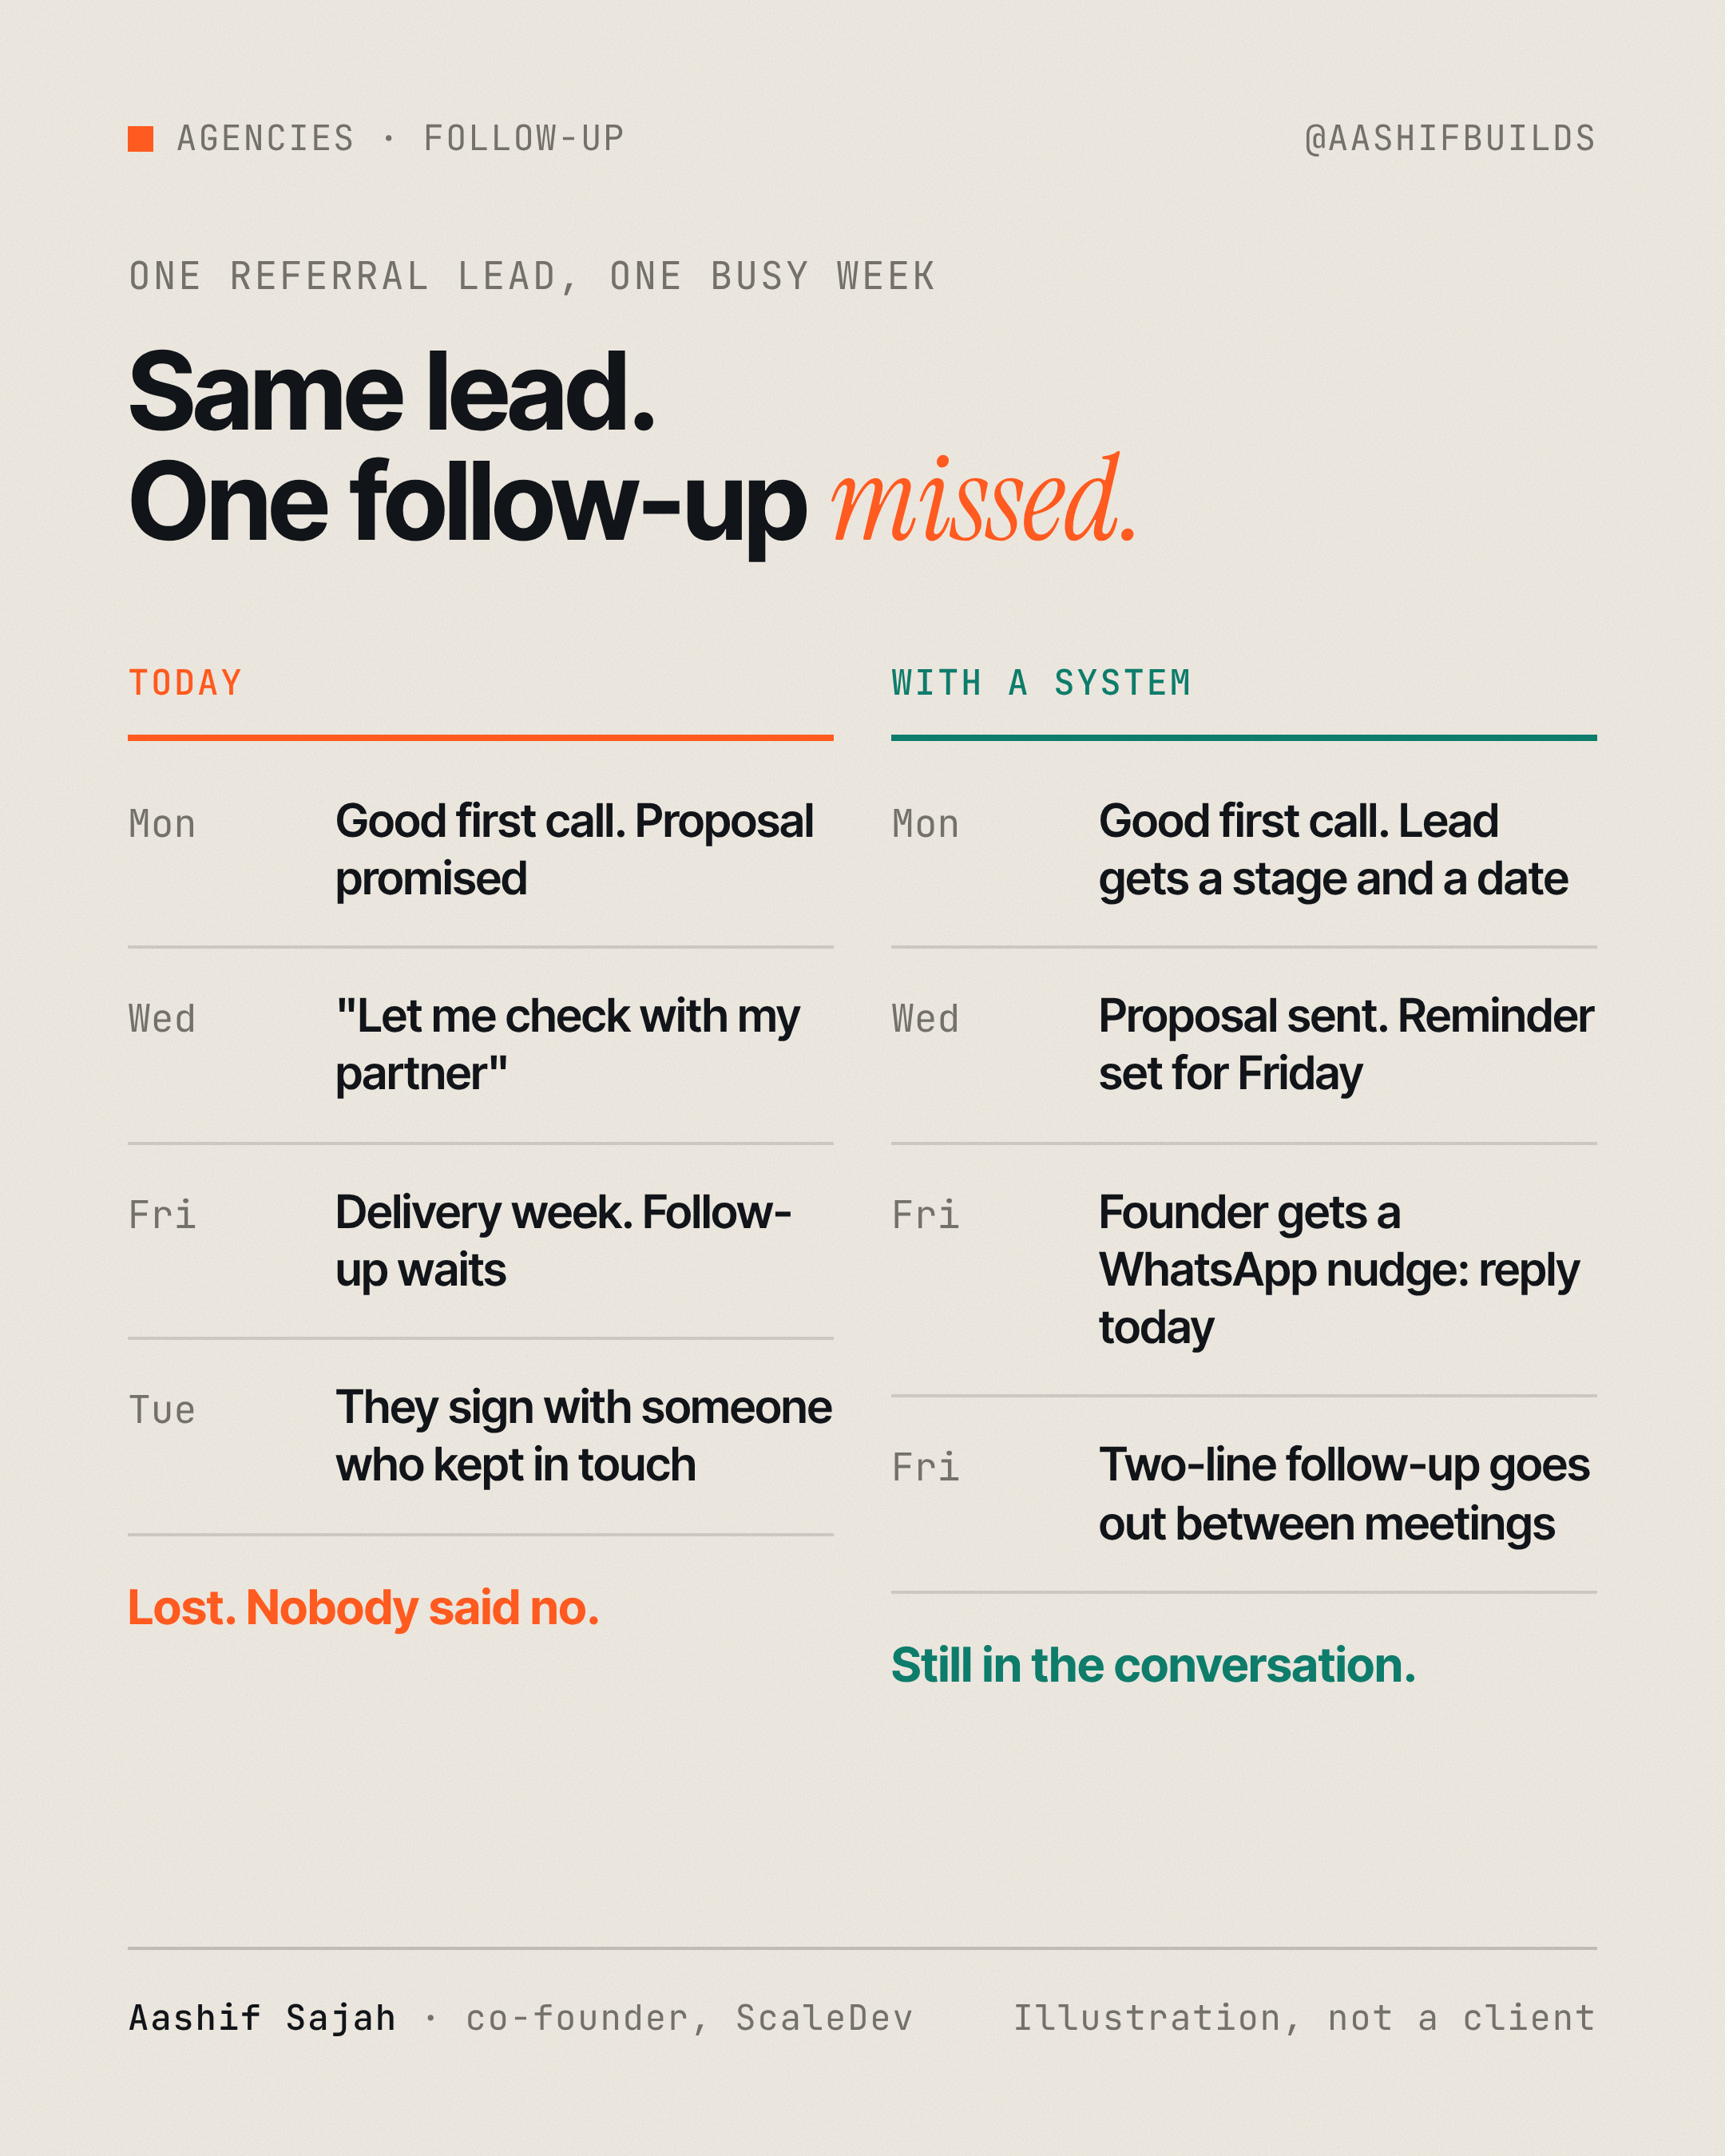 AGENCIES · FOLLOW-UP
@AASHIFBUILDS
ONE REFERRAL LEAD, ONE BUSY WEEK
Same lead.
One follow-up missed.
TODAY
Mon
Good first call. Proposal
promised
Wed
"Let me check with my
partner"
Fri
Delivery week. Follow-
up waits
Tue
They sign with someone
who kept in touch
Lost. Nobody said no.
WITH A SYSTEM
Mon
Good first call. Lead
gets a stage and a date
Wed
Proposal sent. Reminder
set for Friday
Fri
Founder gets a
WhatsApp nudge: reply
today
Fri
Two-line follow-up goes
out between meetings
Still in the conversation.
Aashif Sajah · co-founder, ScaleDev
Illustration, not a client